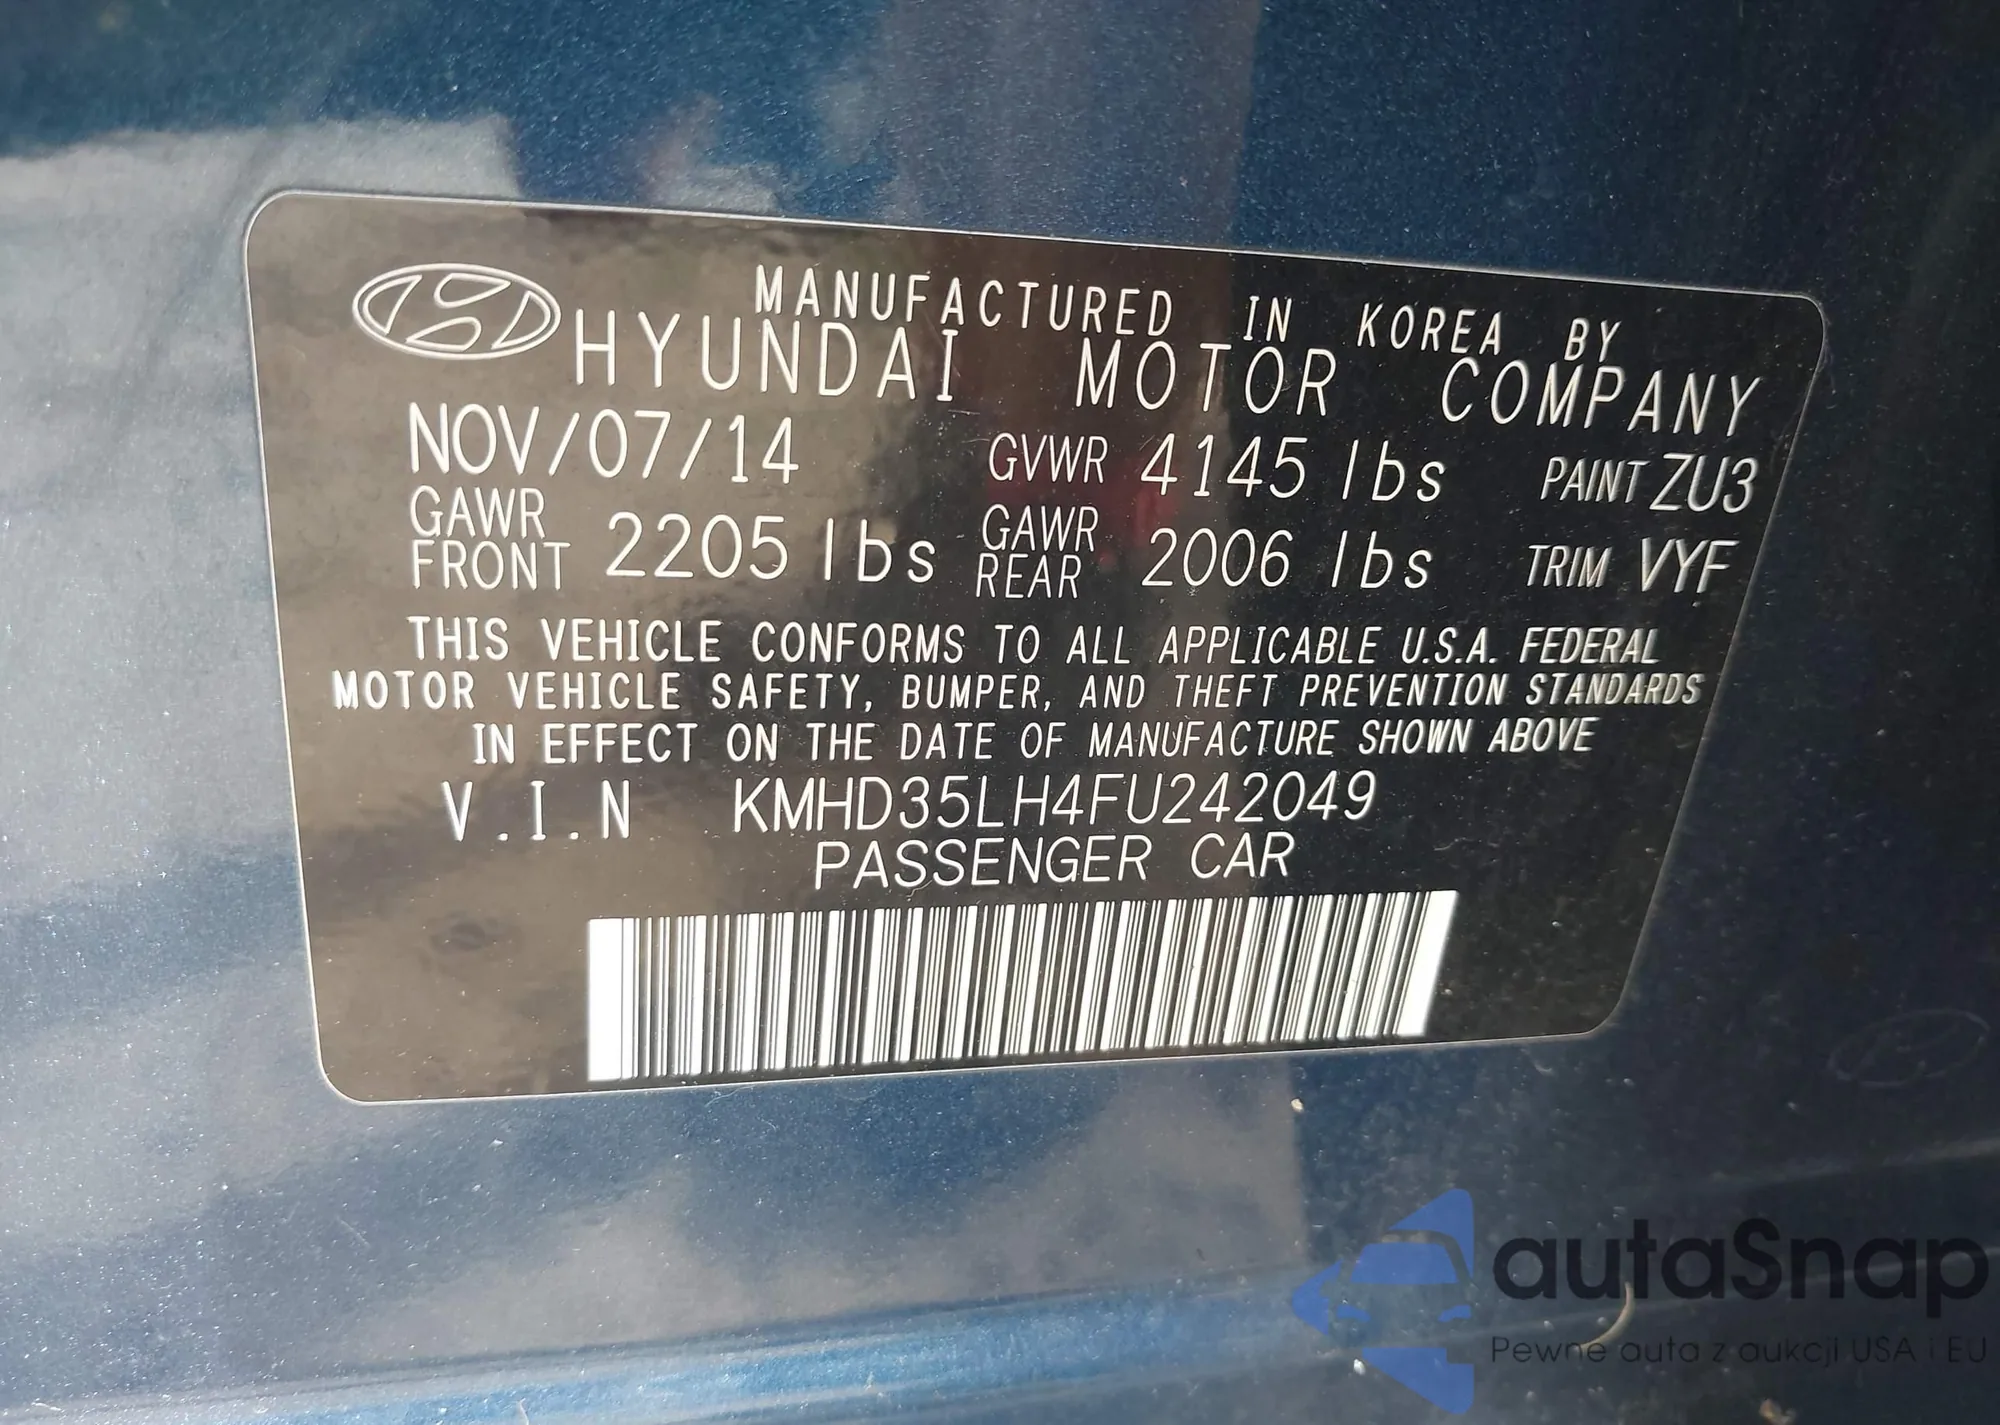 MANUFACTURED IN KOREA BY
HYUNDAI MOTOR COMPANY
NOV/07/14 GVWR 4145 lbs PAINT ZU3
GAWR FRONT 2205 lbs GAWR REAR 2006 lbs TRIM VYF
THIS VEHICLE CONFORMS TO ALL APPLICABLE U.S.A. FEDERAL
MOTOR VEHICLE SAFETY, BUMPER, AND THEFT PREVENTION STANDARDS
IN EFFECT ON THE DATE OF MANUFACTURE SHOWN ABOVE
V.I.N KMHD35LH4FU242049
PASSENGER CAR
autaSnap
Pewne auta z aukcji USA i EU